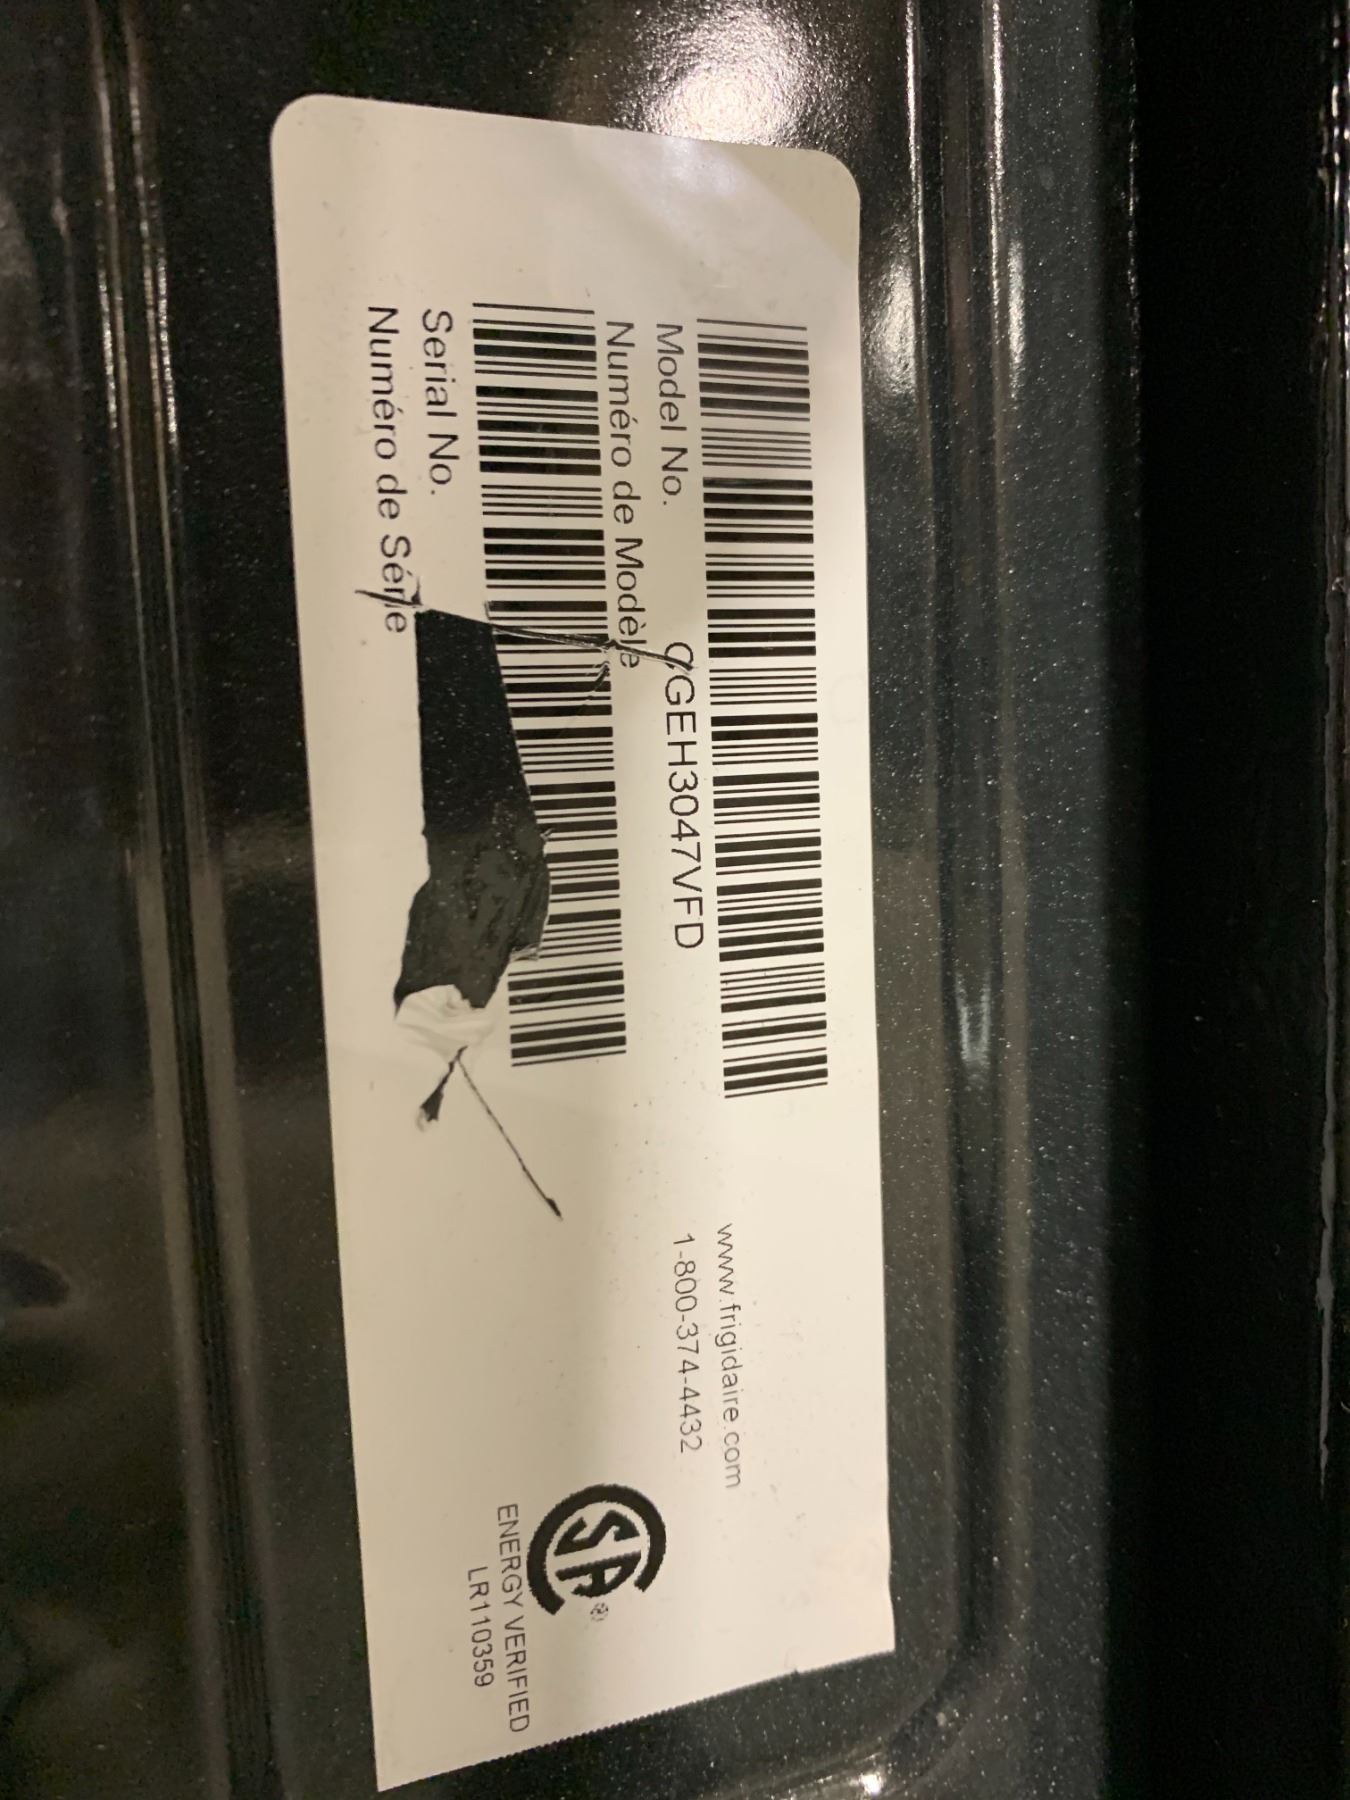 Model No.
Numéro de Modèle
CGEH3047VFD
Serial No.
Numéro de Série
www.frigidaire.com
1-800-374-4432
SA®
ENERGY VERIFIED
LR110359